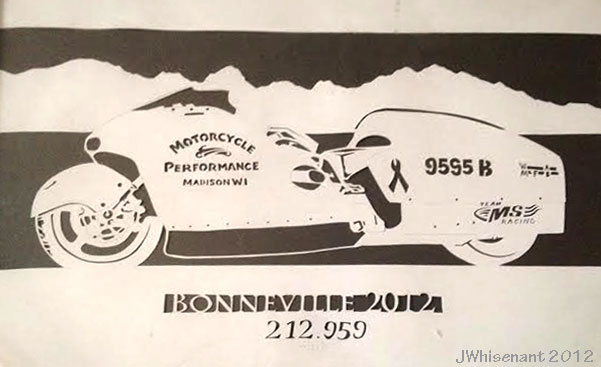 MOTORCYCLE
PERFORMANCE
MADISON WI
9595 B
TEAM
MS
RACING
BONNEVILLE 2012
212.959
JWhisenant 2012